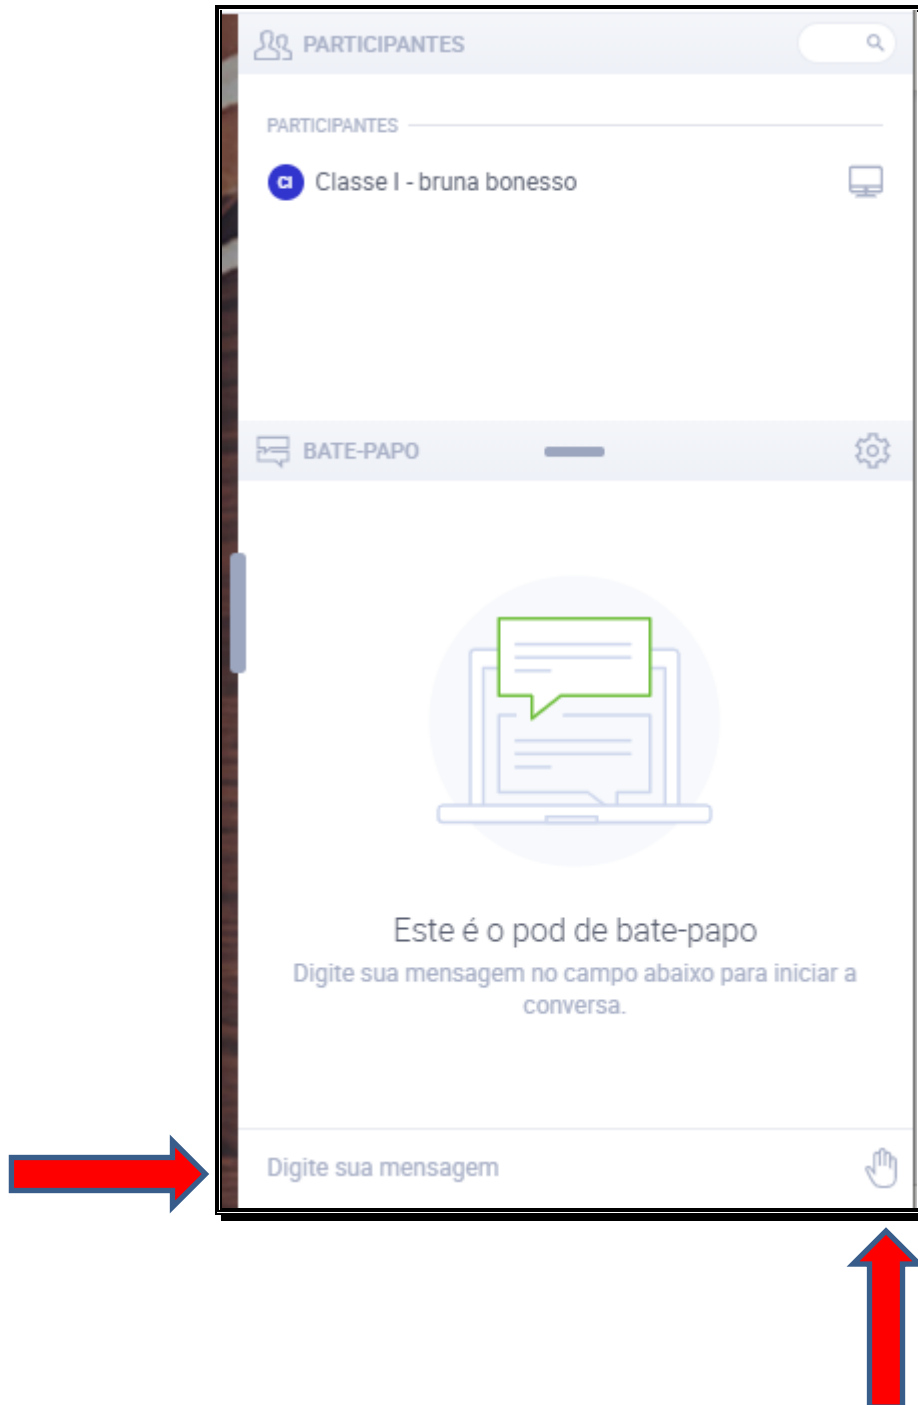 PARTICIPANTES
PARTICIPANTES
CI Classe I - bruna bonesso
BATE-PAPO
Este é o pod de bate-papo
Digite sua mensagem no campo abaixo para iniciar a
conversa.
Digite sua mensagem